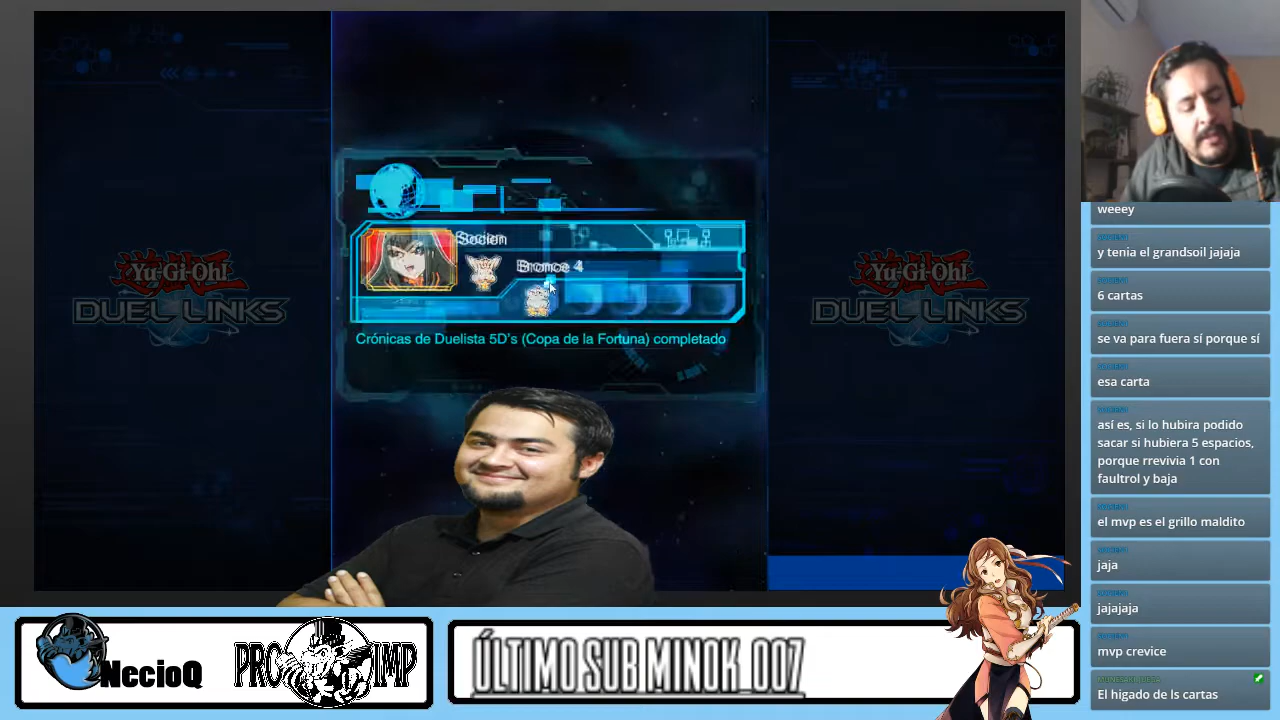 Yu-Gi-Oh!
DUEL LINKS
Socien
Bronce 4
Crónicas de Duelista 5D's (Copa de la Fortuna) completado
Yu-Gi-Oh!
DUEL LINKS
weeey
y tenia el grandsoil jajaja
6 cartas
se va para fuera sí porque sí
esa carta
así es, si lo hubira podido
sacar si hubiera 5 espacios,
porque rrevivia 1 con
faultrol y baja
el mvp es el grillo maldito
jaja
jajajaja
mvp crevice
El higado de ls cartas
NecioQ
PRO IMP
ÚLTIMO SUB MINOK_007